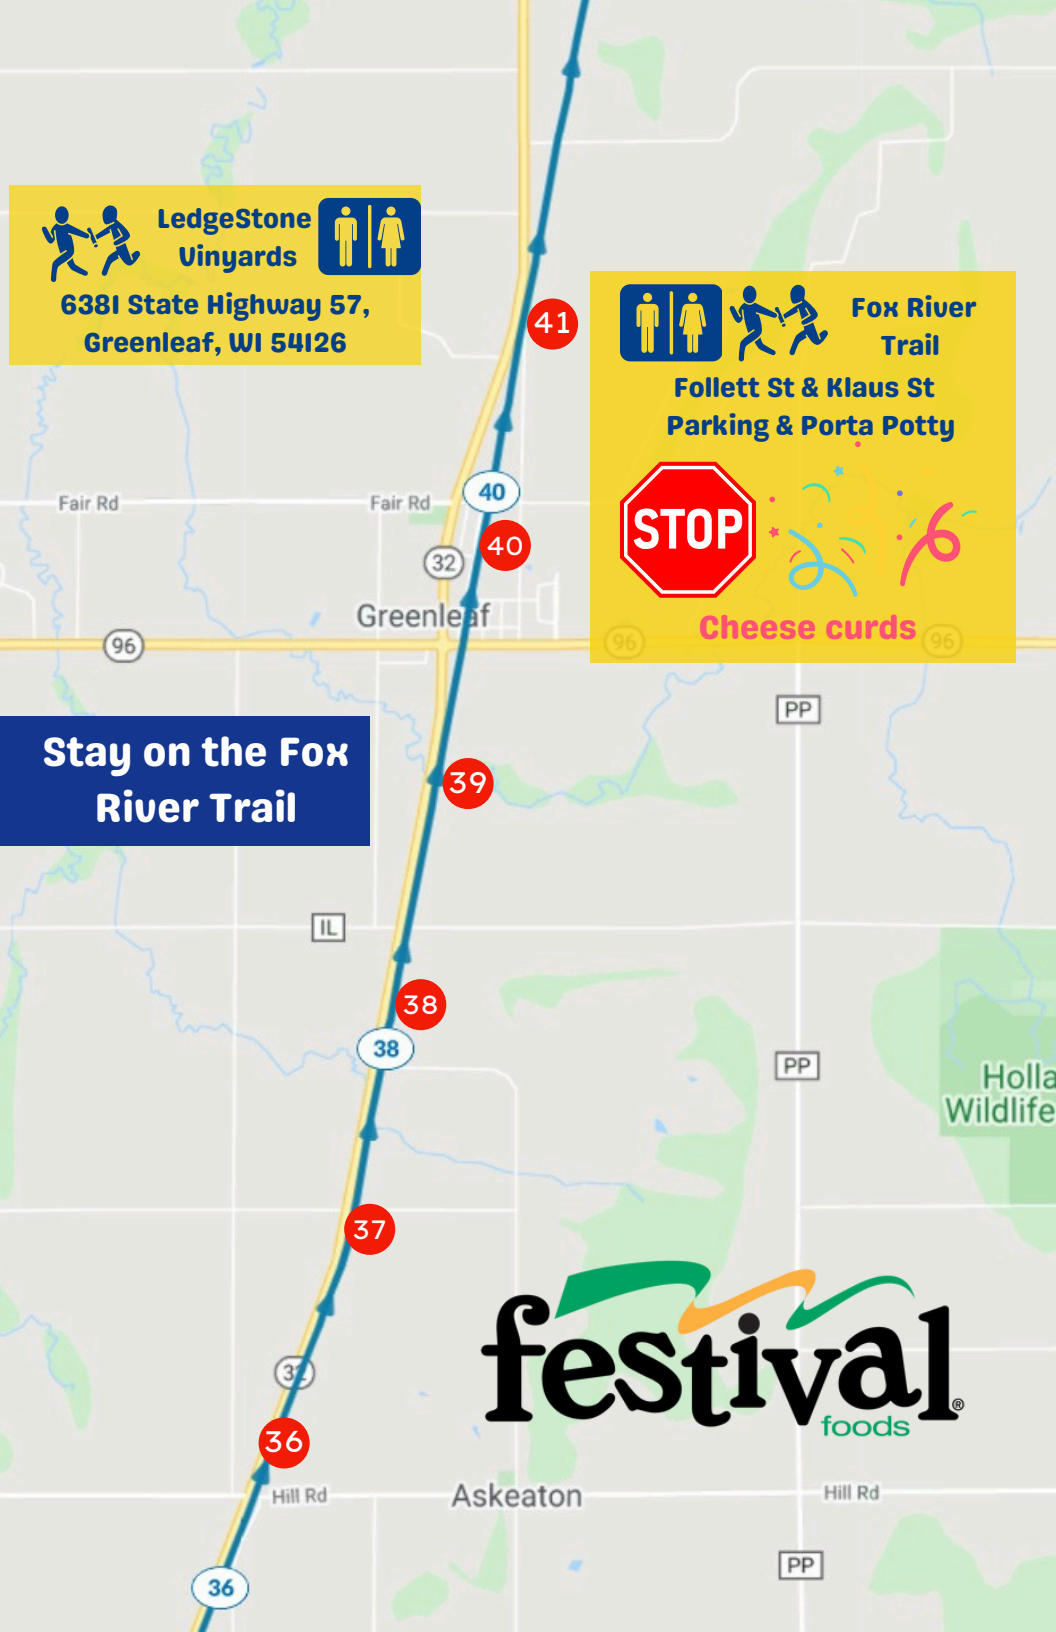 LedgeStone
Vinyards
6381 State Highway 57,
Greenleaf, WI 54126
41
Fox River
Trail
Follett St & Klaus St
Parking & Porta Potty
STOP
Cheese curds
Fair Rd
Fair Rd
40
40
32
Greenleaf
96
96
96
PP
Stay on the Fox
River Trail
39
IL
38
38
PP
Holla
Wildlife
37
32
festival®
foods
36
Hill Rd
Askeaton
Hill Rd
PP
36